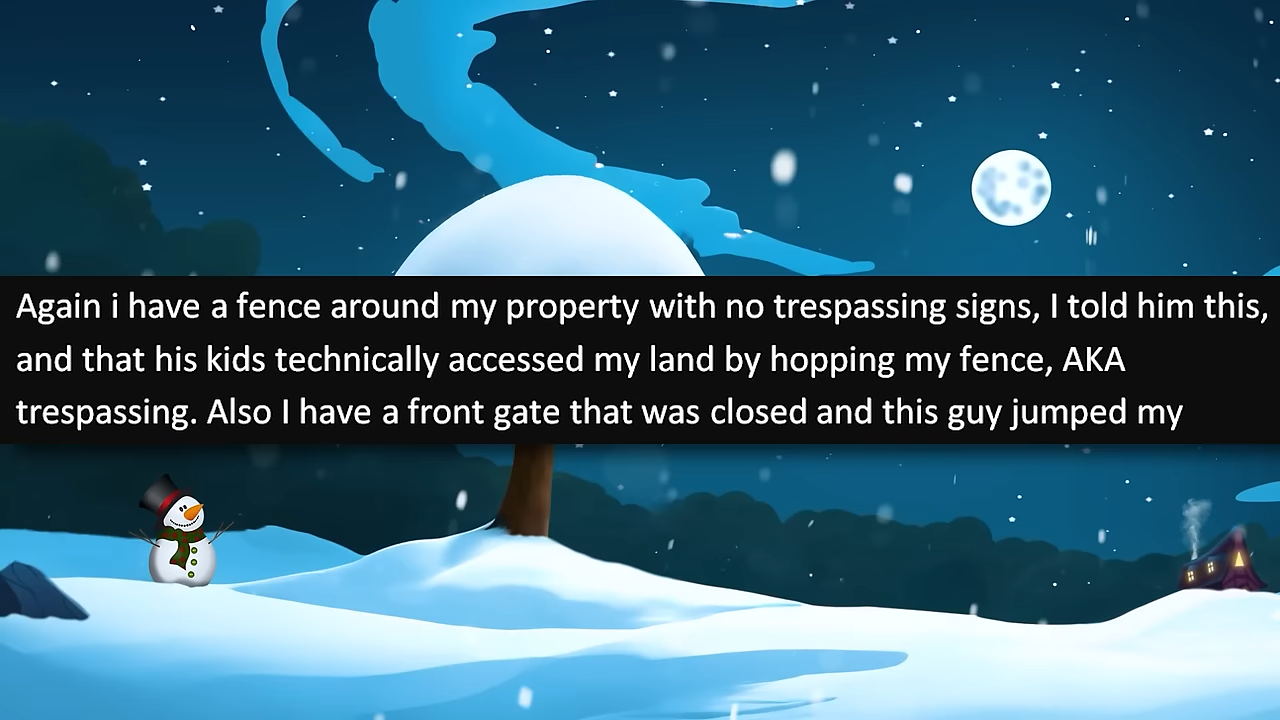 Again i have a fence around my property with no trespassing signs, I told him this,
and that his kids technically accessed my land by hopping my fence, AKA
trespassing. Also I have a front gate that was closed and this guy jumped my